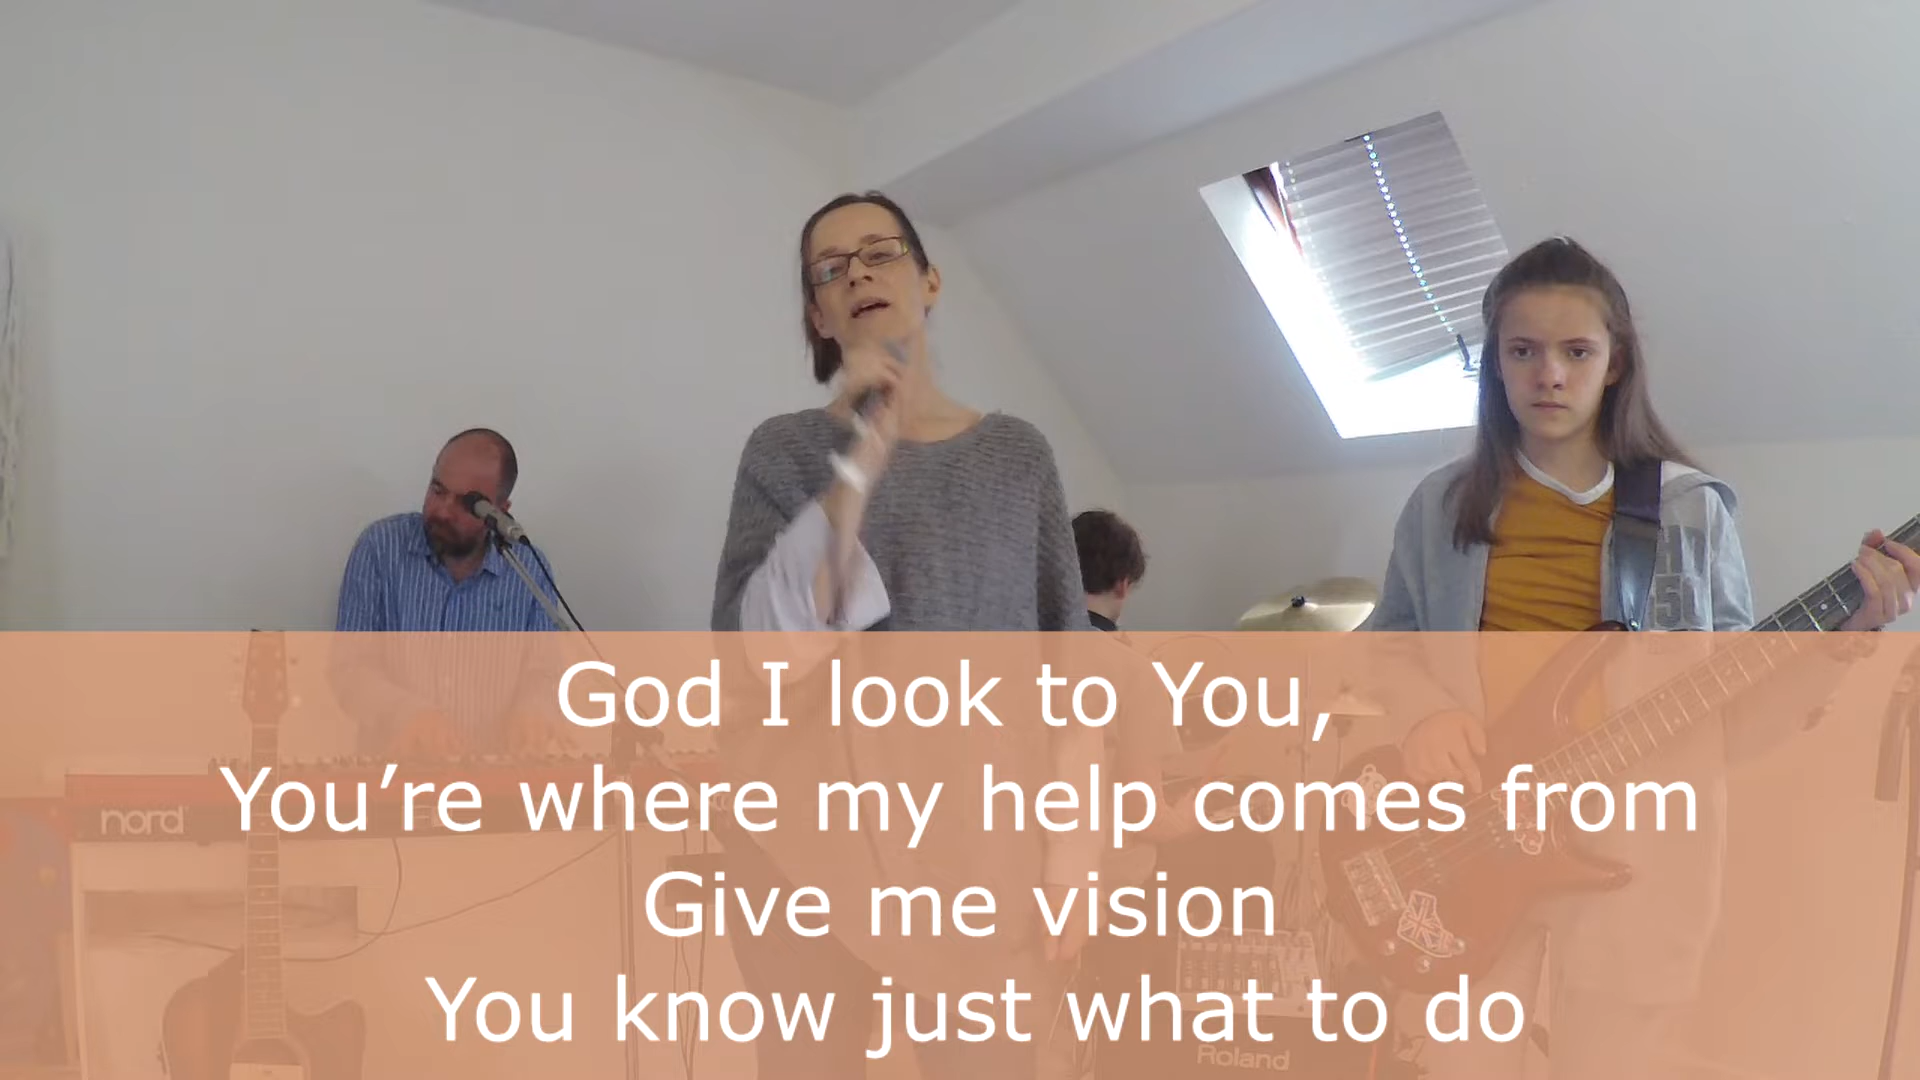 God I look to You,
You're where my help comes from
nord
Give me vision
You know just what to do
Roland